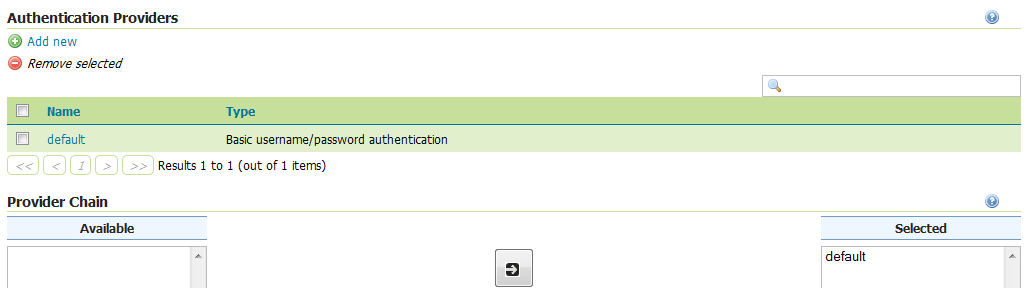 Authentication Providers
Add new
Remove selected
Name Type
default Basic username/password authentication
<< < 1 > >> Results 1 to 1 (out of 1 items)
Provider Chain
Available Selected
default